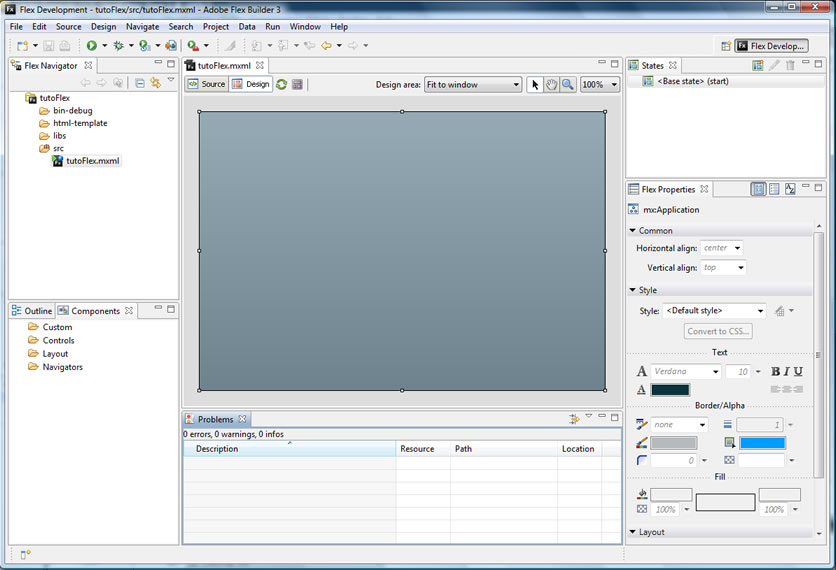 Fx Flex Development - tutoFlex/src/tutoFlex.mxml - Adobe Flex Builder 3
File Edit Source Design Navigate Search Project Data Run Window Help
Fx Flex Develop...
Flex Navigator
tutoFlex
bin-debug
html-template
libs
src
tutoFlex.mxml
Outline Components
Custom
Controls
Layout
Navigators
tutoFlex.mxml
Source Design Design area: Fit to window 100%
Problems
0 errors, 0 warnings, 0 infos
Description Resource Path Location
States
<Base state> (start)
Flex Properties
mx:Application
Common
Horizontal align: center
Vertical align: top
Style
Style: <Default style>
Convert to CSS...
Text
A Verdana 10 B I U
A
Border/Alpha
none 1
0
Fill
100% 100%
Layout